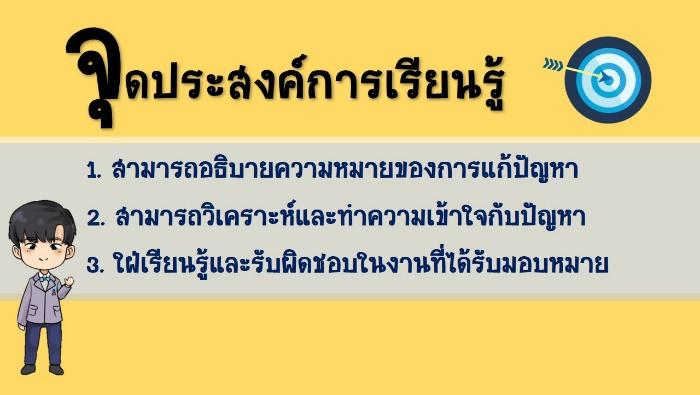 จุดประสงค์การเรียนรู้
1. สามารถอธิบายความหมายของการแก้ปัญหา
2. สามารถวิเคราะห์และทำความเข้าใจกับปัญหา
3. ใฝ่เรียนรู้และรับผิดชอบในงานที่ได้รับมอบหมาย